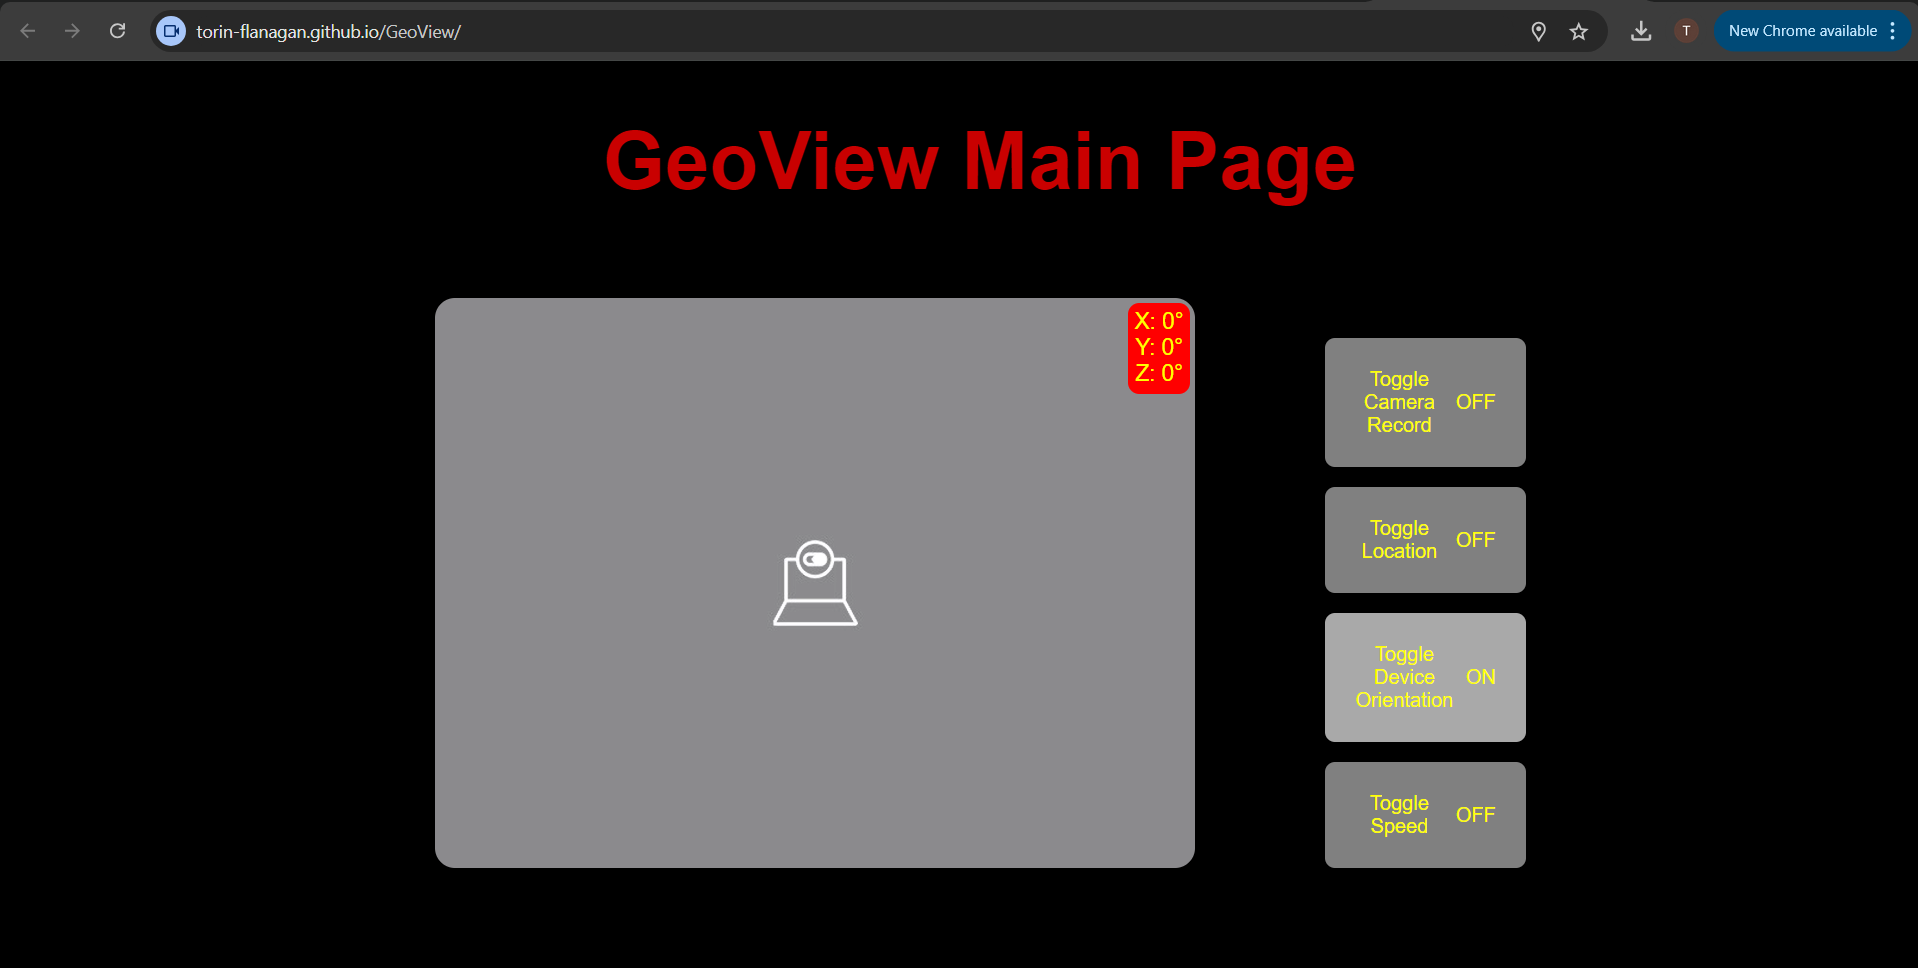 torin-flanagan.github.io/GeoView/
T
New Chrome available
GeoView Main Page
X: 0°
Y: 0°
Z: 0°
Toggle
Camera
Record
OFF
Toggle
Location
OFF
Toggle
Device
Orientation
ON
Toggle
Speed
OFF